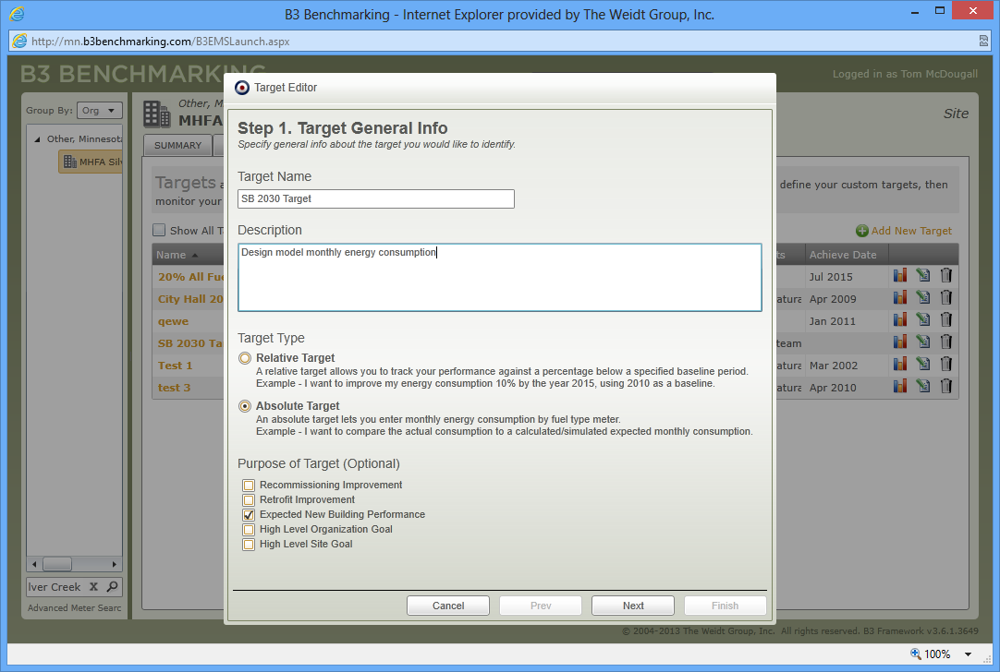 B3 Benchmarking - Internet Explorer provided by The Weidt Group, Inc.
http://mn.b3benchmarking.com/B3EMSLaunch.aspx
B3 BENCHMARKING
Logged in as Tom McDougall
Group By: Org
Other, Minnesota
MHFA Silv
lver Creek X
Advanced Meter Searc
Other, M
MHFA
Site
SUMMARY
Targets a
define your custom targets, then
monitor your
Show All T
Add New Target
Name
ts
Achieve Date
20% All Fue
Jul 2015
City Hall 20
atura
Apr 2009
qewe
Jan 2011
SB 2030 Ta
team
Test 1
atura
Mar 2002
test 3
atura
Apr 2010
Target Editor
Step 1. Target General Info
Specify general info about the target you would like to identify.
Target Name
SB 2030 Target
Description
Design model monthly energy consumption
Target Type
Relative Target
A relative target allows you to track your performance against a percentage below a specified baseline period.
Example - I want to improve my energy consumption 10% by the year 2015, using 2010 as a baseline.
Absolute Target
An absolute target lets you enter monthly energy consumption by fuel type meter.
Example - I want to compare the actual consumption to a calculated/simulated expected monthly consumption.
Purpose of Target (Optional)
Recommissioning Improvement
Retrofit Improvement
Expected New Building Performance
High Level Organization Goal
High Level Site Goal
Cancel
Prev
Next
Finish
© 2004-2013 The Weidt Group, Inc. All rights reserved. B3 Framework v3.6.1.3649
100%